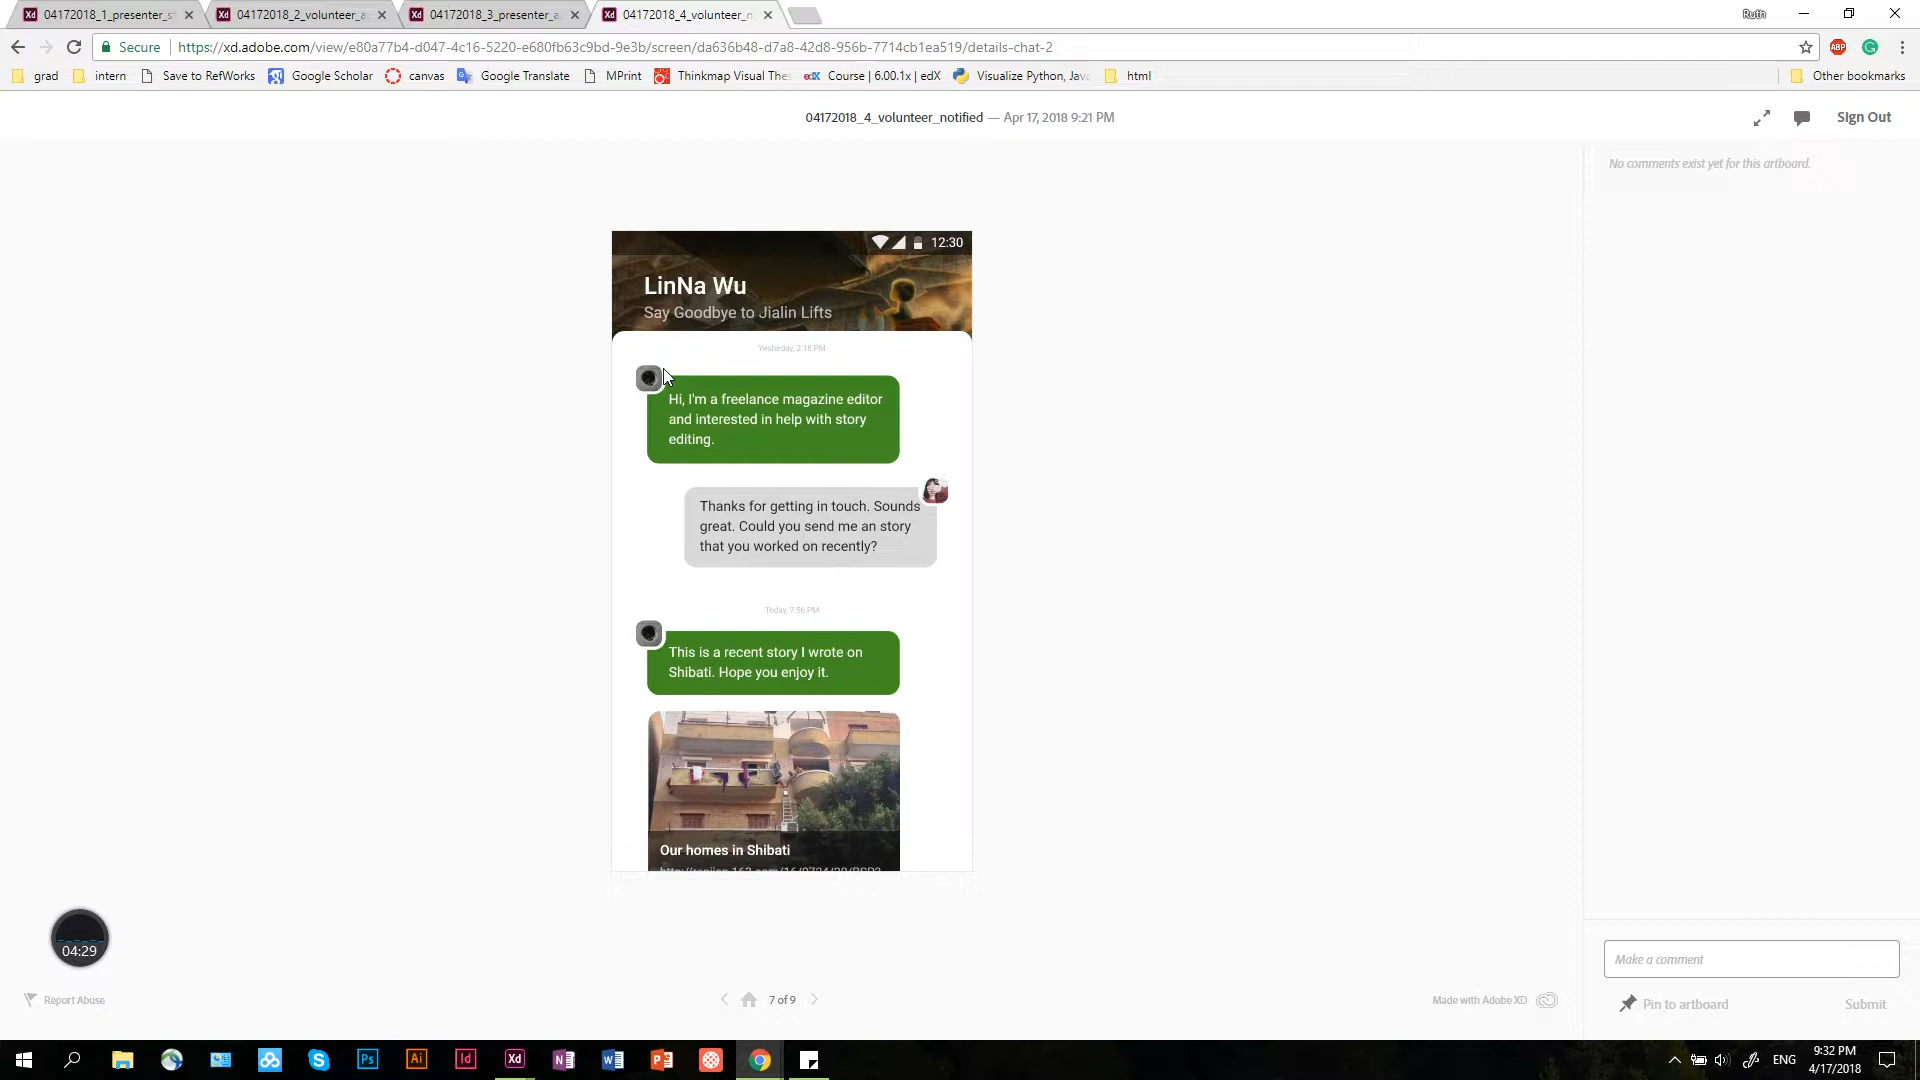 04172018_1_presenter_s
04172018_2_volunteer_a
04172018_3_presenter_a
04172018_4_volunteer_n
Ruth
Secure
https://xd.adobe.com/view/e80a77b4-d047-4c16-5220-e680fb63c9bd-9e3b/screen/da636b48-d7a8-42d8-956b-7714cb1ea519/details-chat-2
ABP
grad
intern
Save to RefWorks
Google Scholar
canvas
Google Translate
MPrint
Thinkmap Visual The
edX Course | 6.00.1x | edX
Visualize Python, Java
html
Other bookmarks
04172018_4_volunteer_notified — Apr 17, 2018 9:21 PM
Sign Out
No comments exist yet for this artboard.
12:30
LinNa Wu
Say Goodbye to Jialin Lifts
Yesterday, 2:18 PM
Hi, I'm a freelance magazine editor
and interested in help with story
editing.
Thanks for getting in touch. Sounds
great. Could you send me an story
that you worked on recently?
Today, 7:56 PM
This is a recent story I wrote on
Shibati. Hope you enjoy it.
Our homes in Shibati
04:29
Report Abuse
7 of 9
Made with Adobe XD
Make a comment
Pin to artboard
Submit
ENG
9:32 PM
4/17/2018